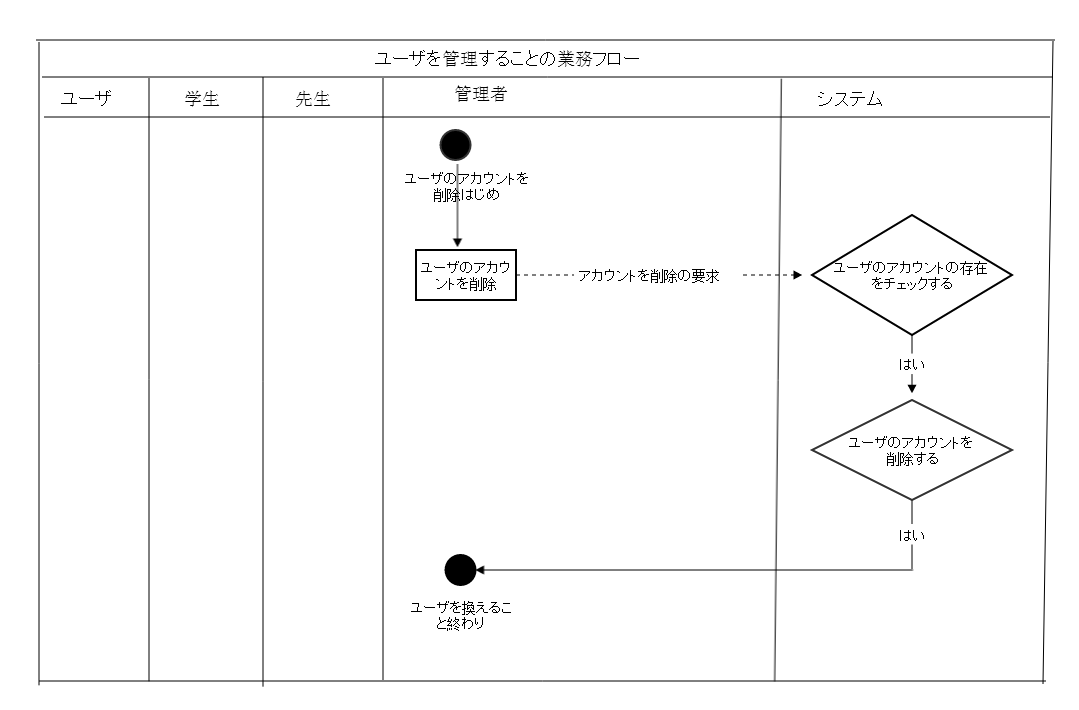 ユーザを管理することの業務フロー
ユーザ
学生
先生
管理者
システム
ユーザのアカウントを
削除はじめ
ユーザのアカウ
ントを削除
アカウントを削除の要求
ユーザのアカウントの存在
をチェックする
はい
ユーザのアカウントを
削除する
はい
ユーザを換えるこ
と終わり